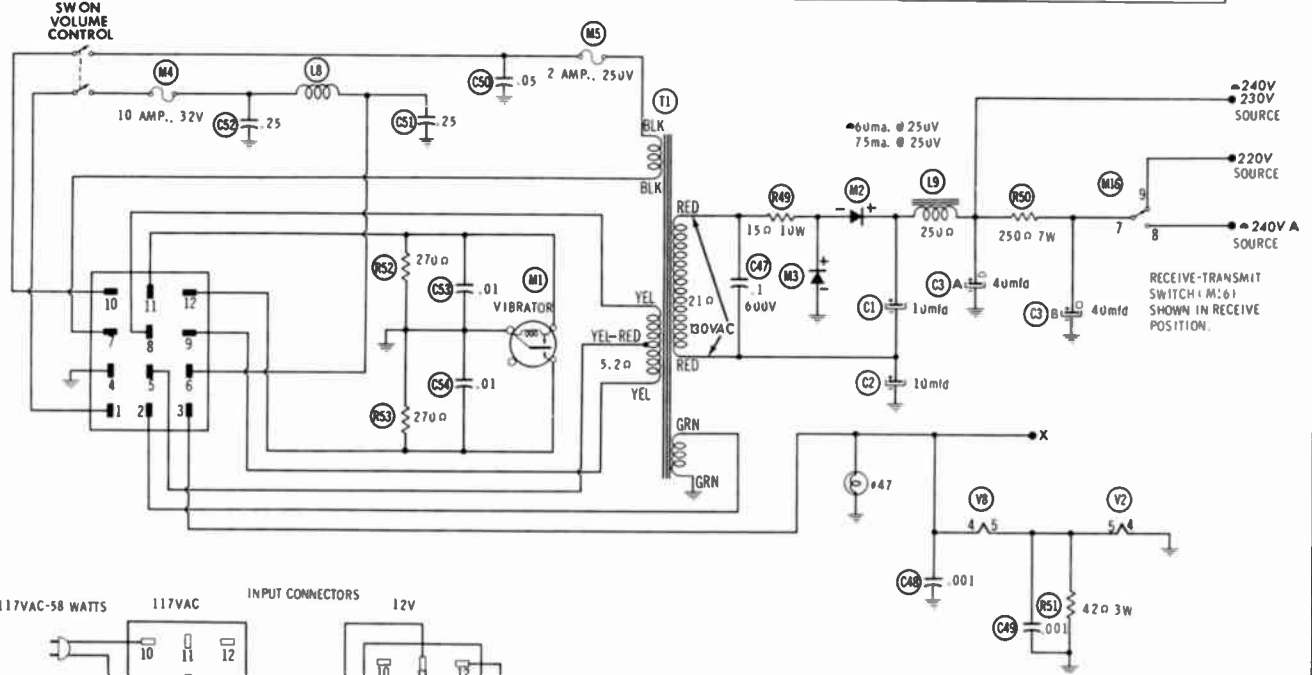 SW ON
VOLUME
CONTROL
M5
2 AMP., 250V
M4
10 AMP., 32V
L8
C50 .05
C52 .25
C51 .25
T1
BLK
BLK
240V
230V
SOURCE
60ma. @ 250V
75ma. @ 250V
220V
SOURCE
M16
9
7
8
240V A
SOURCE
RED
R49
15Ω 10W
M2
- +
L9
250Ω
R50
250Ω 7W
C47
.1
600V
M3
+
-
C3 A 40mfd
C3 B 40mfd
C1 10mfd
C2 10mfd
RECEIVE-TRANSMIT
SWITCH (M16)
SHOWN IN RECEIVE
POSITION.
21Ω
130VAC
RED
R52 270Ω
C53 .01
M1
VIBRATOR
YEL
YEL-RED
5.2Ω
YEL
C54 .01
R53 270Ω
10 11 12
7 8 9
4 5 6
1 2 3
GRN
GRN
X
#47
V8
4 5
V2
5 4
C48 .001
C49 .001
R51 42Ω 3W
INPUT CONNECTORS
117VAC-58 WATTS
117VAC
12V
10 11 12
10 12